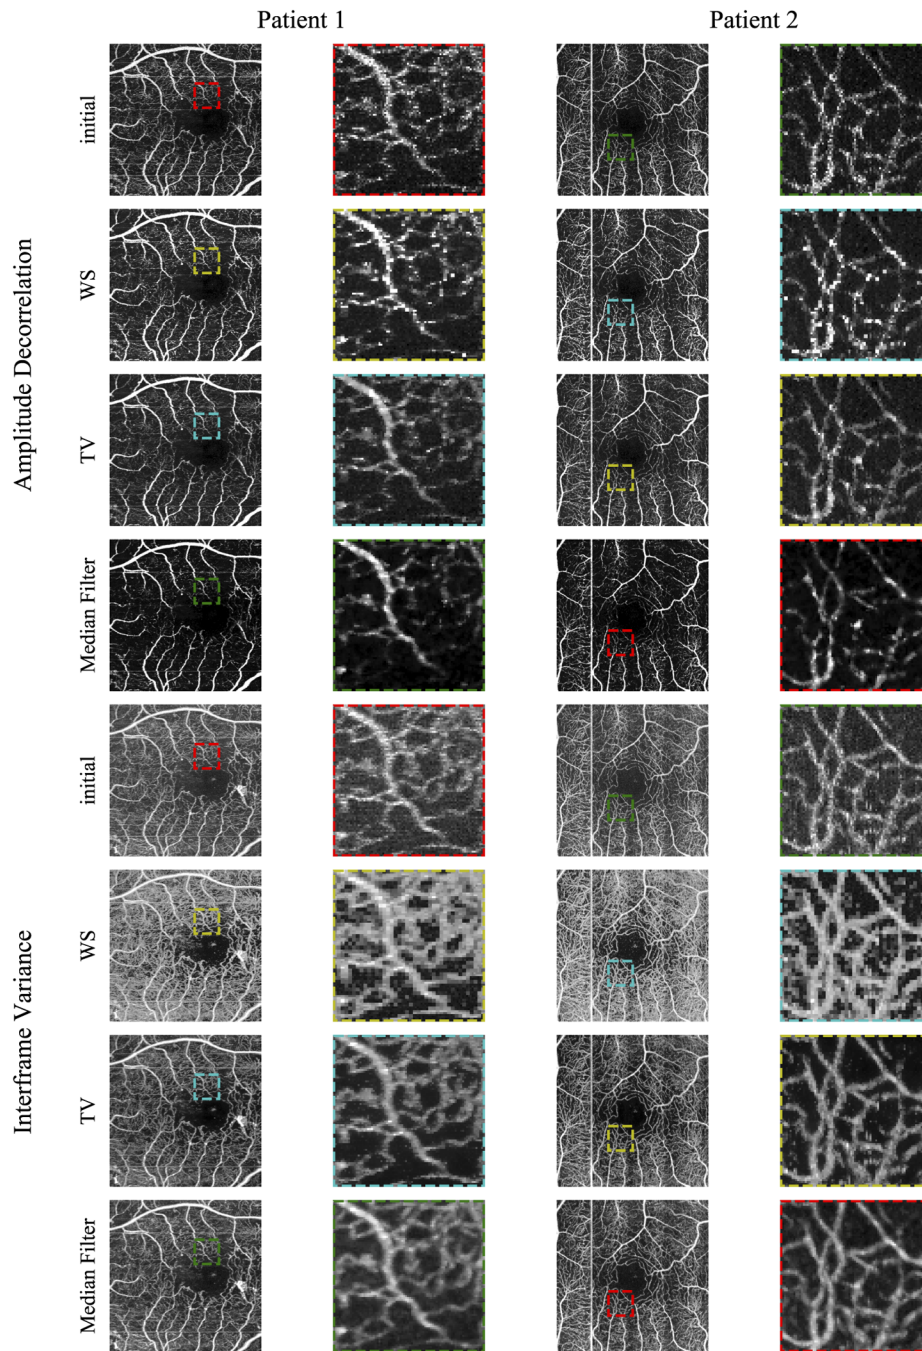 Patient 1
Patient 2
Amplitude Decorrelation
initial
WS
TV
Median Filter
Interframe Variance
initial
WS
TV
Median Filter